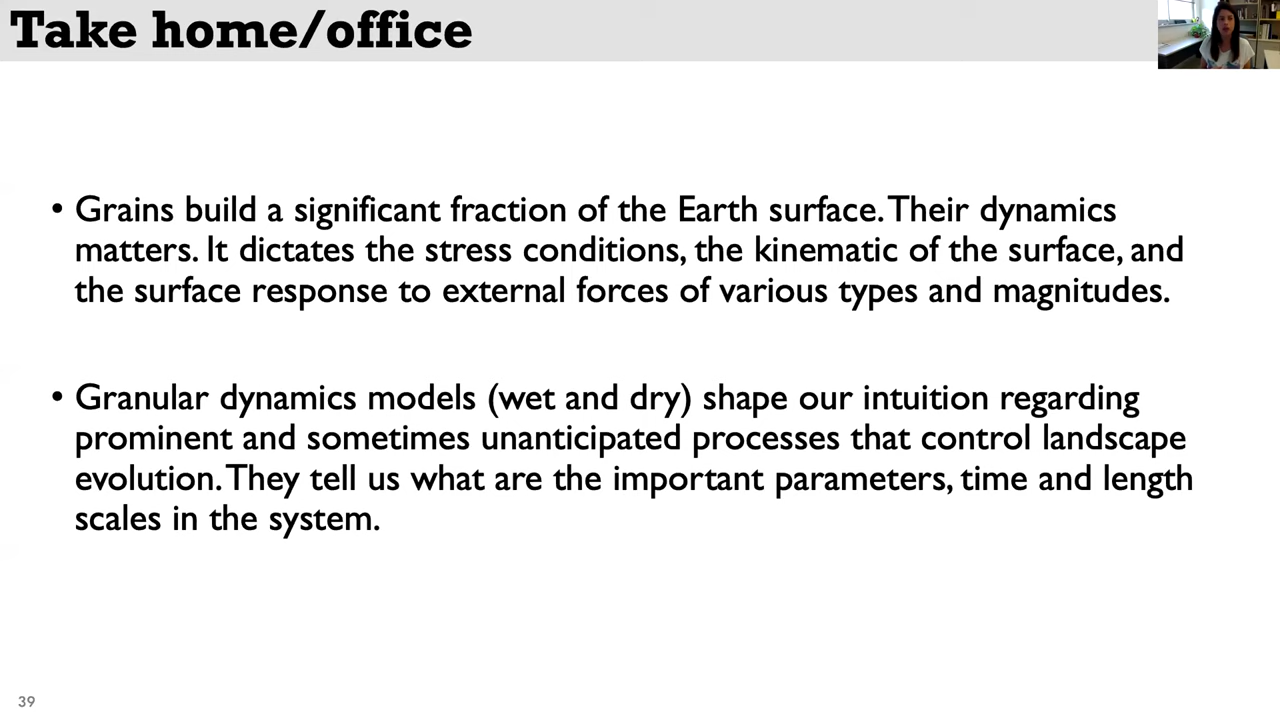 Take home/office
• Grains build a significant fraction of the Earth surface. Their dynamics
matters. It dictates the stress conditions, the kinematic of the surface, and
the surface response to external forces of various types and magnitudes.
• Granular dynamics models (wet and dry) shape our intuition regarding
prominent and sometimes unanticipated processes that control landscape
evolution. They tell us what are the important parameters, time and length
scales in the system.
39